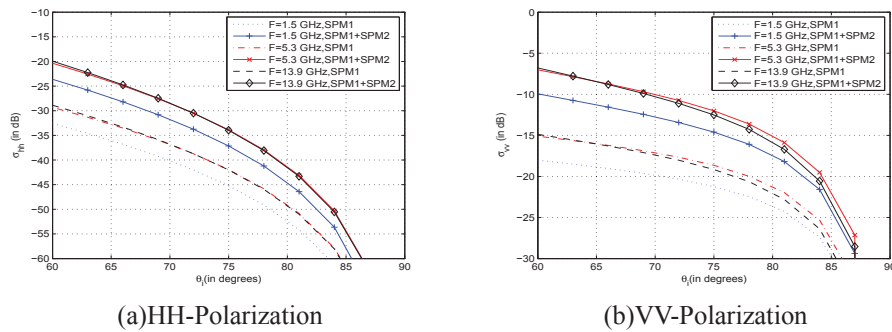 −10
−15
−20
−25
−30
−35
−40
−45
−50
−55
−60
σhh (in dB)
F=1.5 GHz,SPM1
F=1.5 GHz,SPM1+SPM2
F=5.3 GHz,SPM1
F=5.3 GHz,SPM1+SPM2
F=13.9 GHz,SPM1
F=13.9 GHz,SPM1+SPM2
60 65 70 75 80 85 90
θi(in degrees)
(a)HH-Polarization
0
−5
−10
−15
−20
−25
−30
σvv (in dB)
F=1.5 GHz,SPM1
F=1.5 GHz,SPM1+SPM2
F=5.3 GHz,SPM1
F=5.3 GHz,SPM1+SPM2
F=13.9 GHz,SPM1
F=13.9 GHz,SPM1+SPM2
60 65 70 75 80 85 90
θi(in degrees)
(b)VV-Polarization